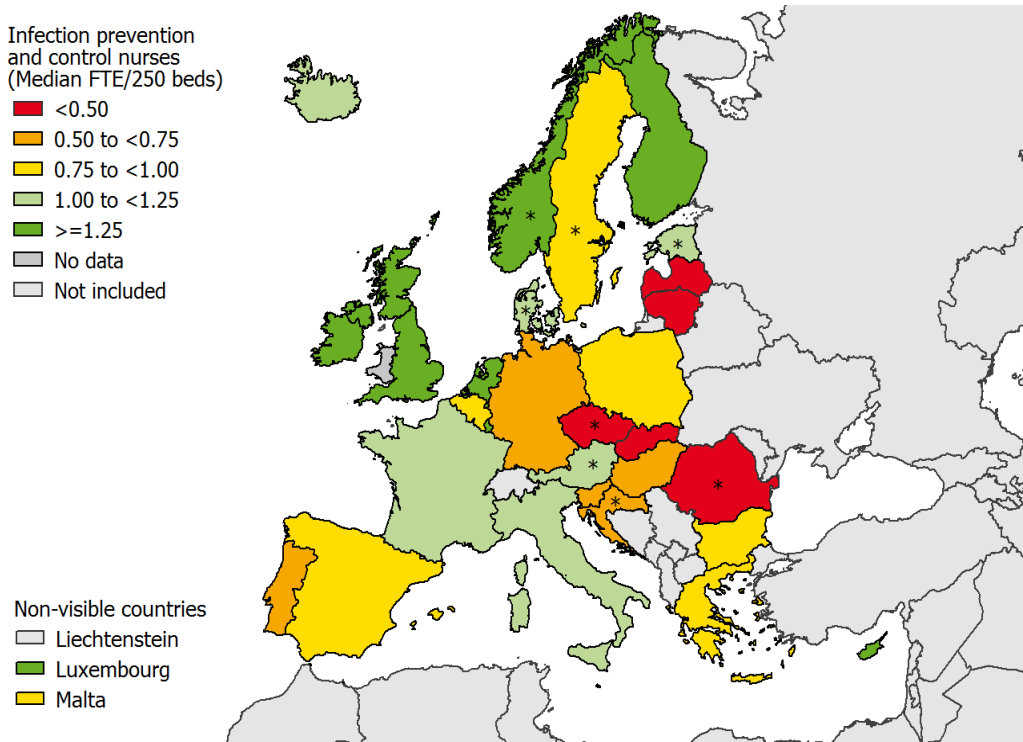 Infection prevention
and control nurses
(Median FTE/250 beds)
<0.50
0.50 to <0.75
0.75 to <1.00
1.00 to <1.25
>=1.25
No data
Not included
*
*
*
*
*
*
*
*
Non-visible countries
Liechtenstein
Luxembourg
Malta